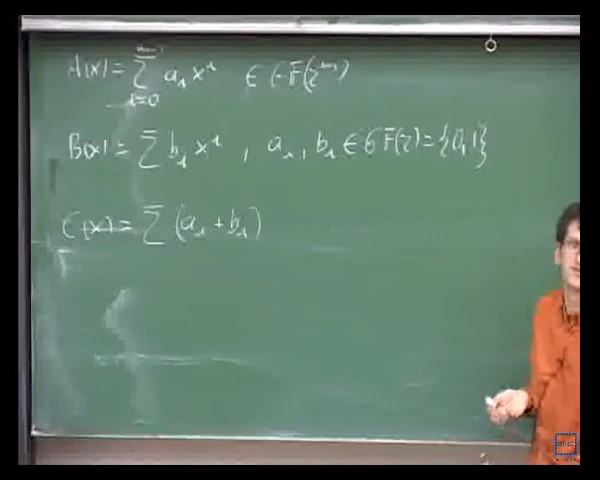 A(x) = Σ_{i=0}^{m-1} a_i x^i ∈ GF(2^m)
B(x) = Σ b_i x^i , a_i, b_i ∈ GF(2) = {0,1}
C(x) = Σ (a_i + b_i)